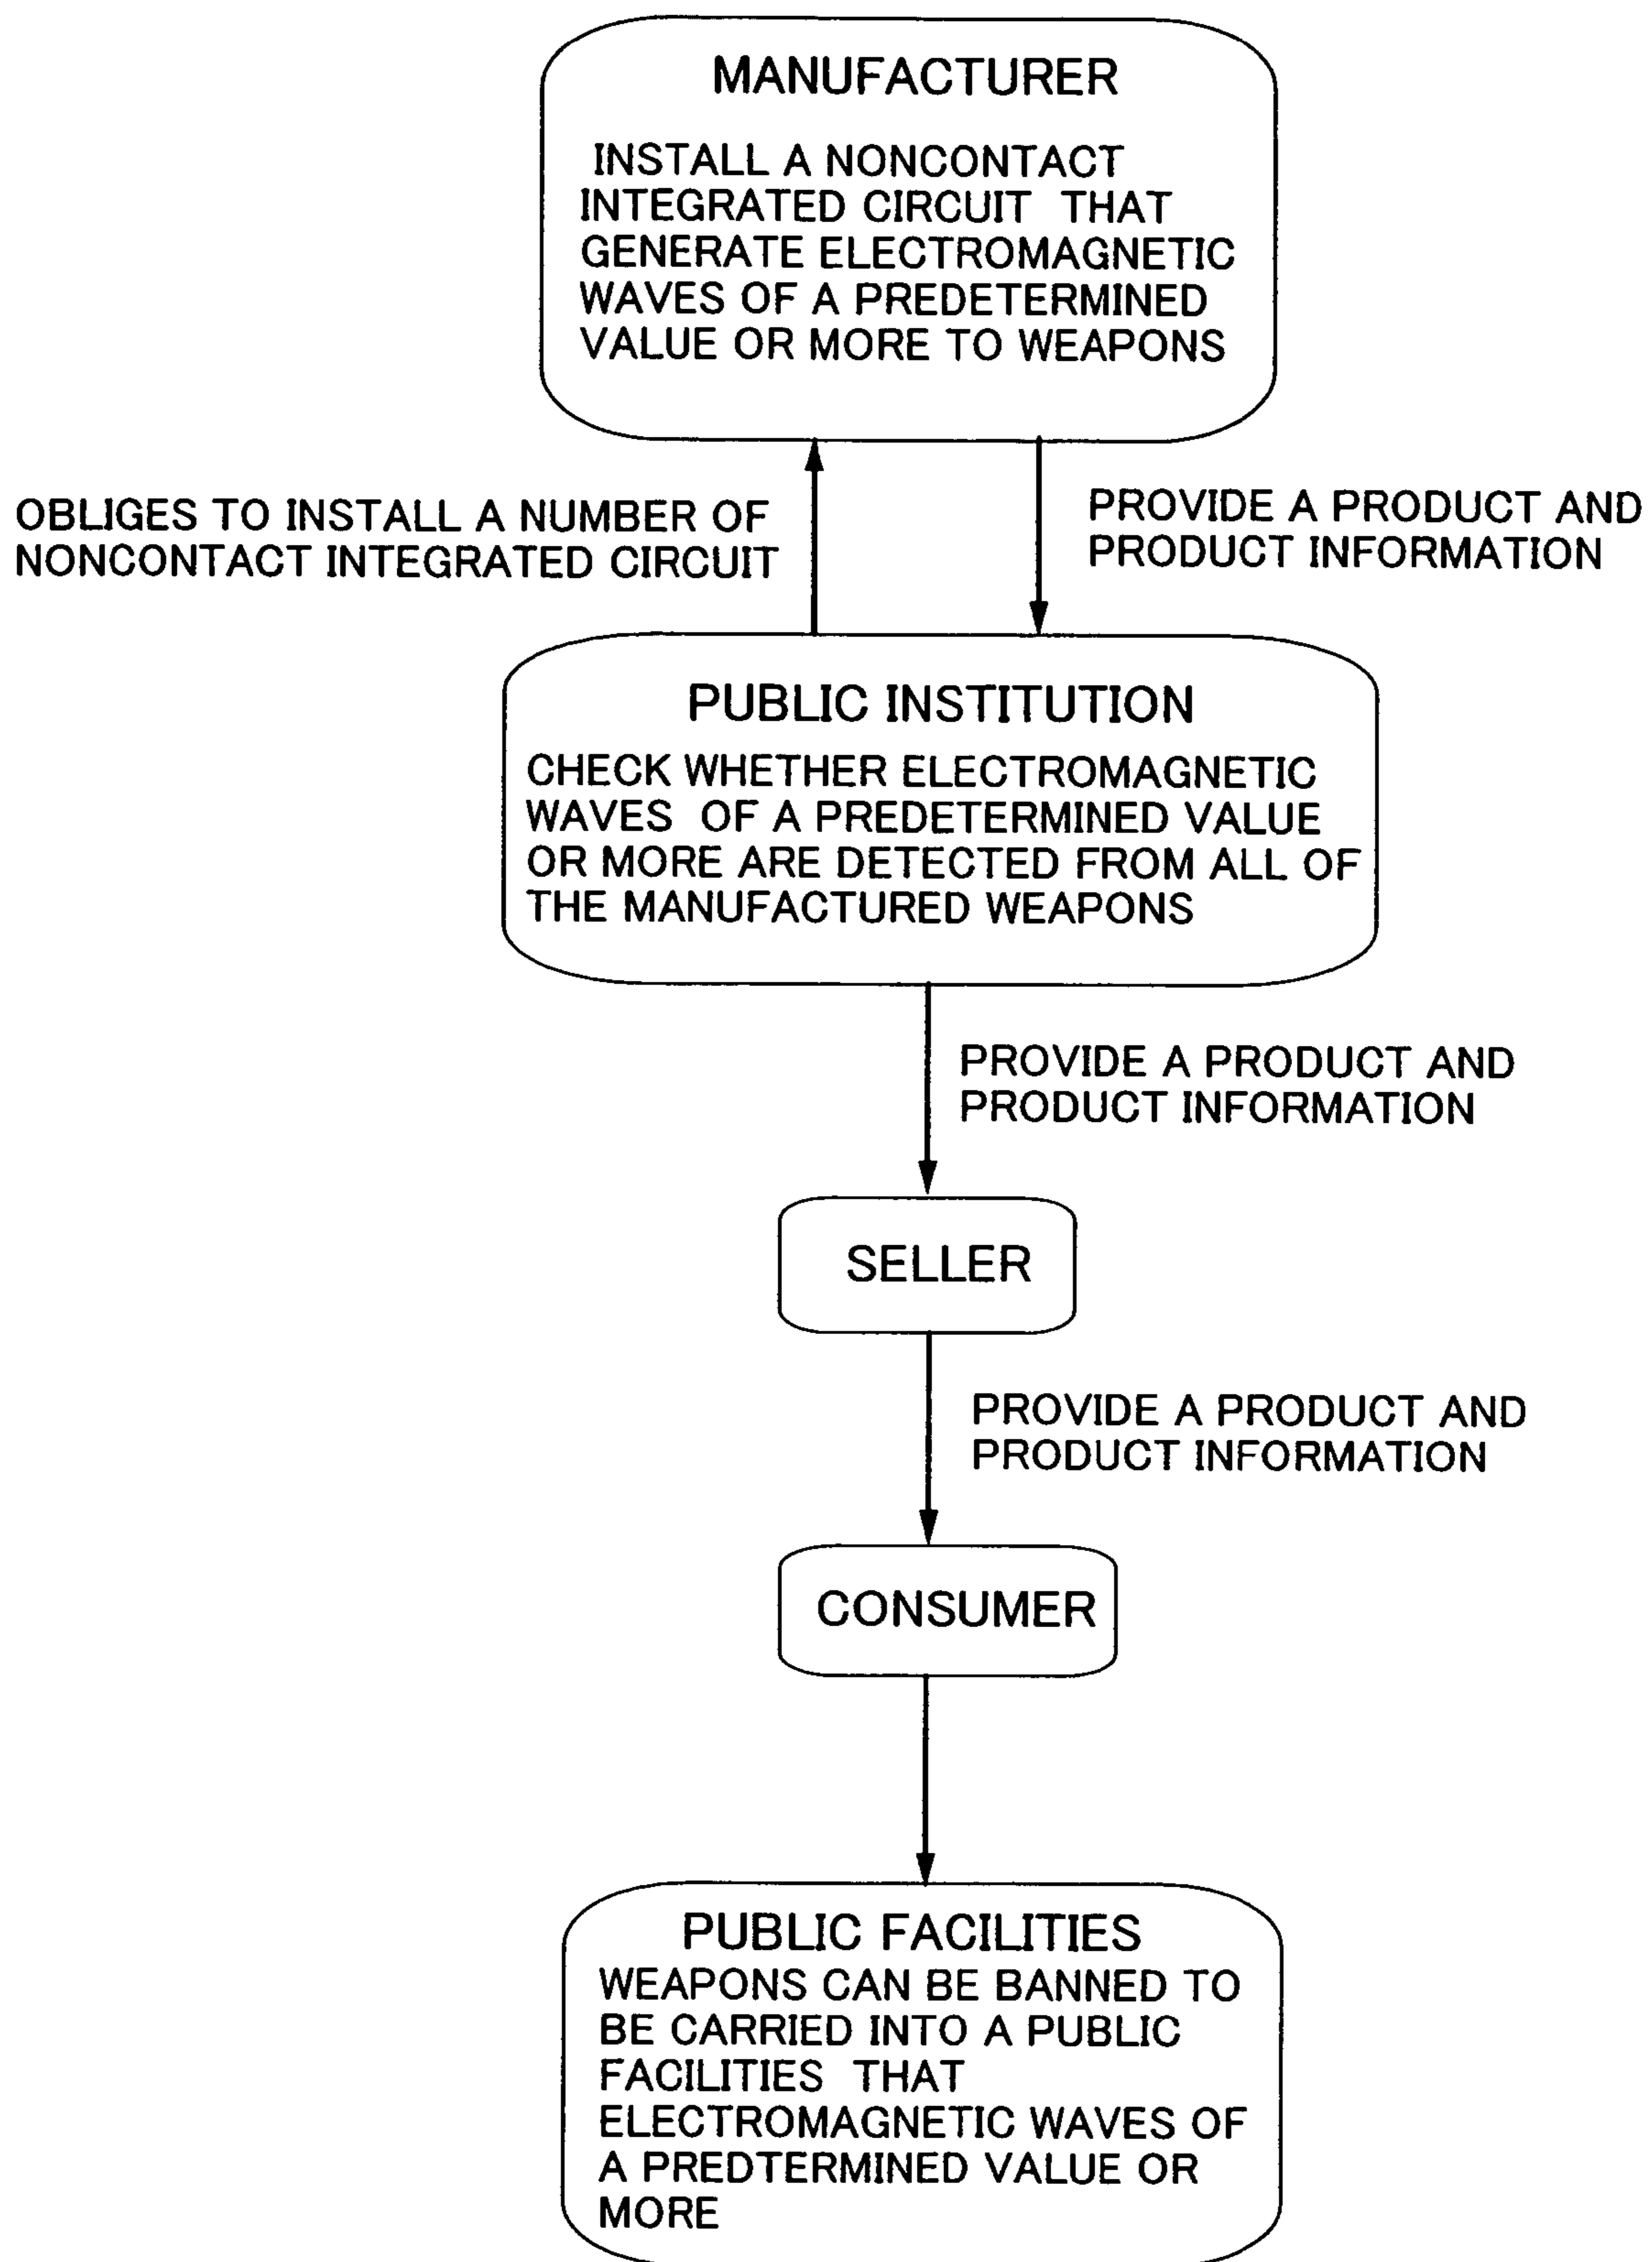 MANUFACTURER
INSTALL A NONCONTACT
INTEGRATED CIRCUIT THAT
GENERATE ELECTROMAGNETIC
WAVES OF A PREDETERMINED
VALUE OR MORE TO WEAPONS
OBLIGES TO INSTALL A NUMBER OF
NONCONTACT INTEGRATED CIRCUIT
PROVIDE A PRODUCT AND
PRODUCT INFORMATION
PUBLIC INSTITUTION
CHECK WHETHER ELECTROMAGNETIC
WAVES OF A PREDETERMINED VALUE
OR MORE ARE DETECTED FROM ALL OF
THE MANUFACTURED WEAPONS
PROVIDE A PRODUCT AND
PRODUCT INFORMATION
SELLER
PROVIDE A PRODUCT AND
PRODUCT INFORMATION
CONSUMER
PUBLIC FACILITIES
WEAPONS CAN BE BANNED TO
BE CARRIED INTO A PUBLIC
FACILITIES THAT
ELECTROMAGNETIC WAVES OF
A PREDTERMINED VALUE OR
MORE